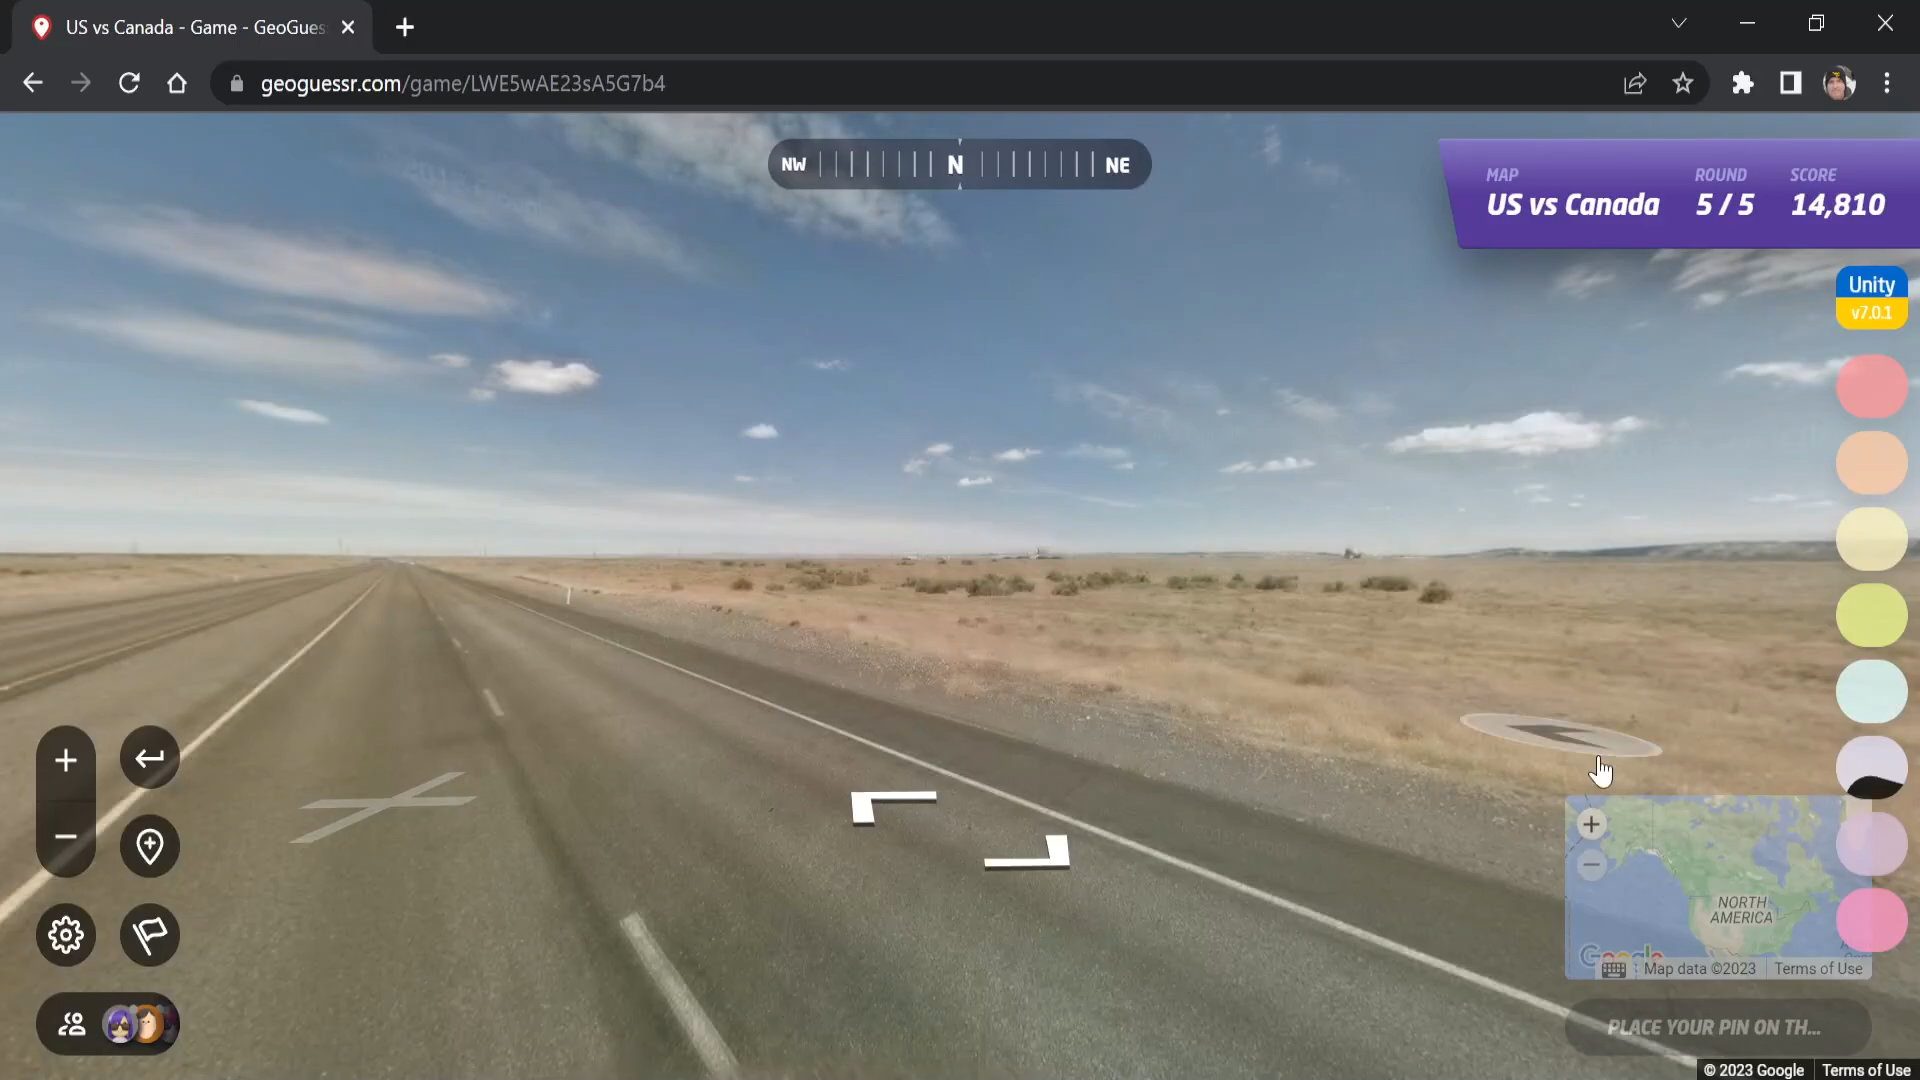 US vs Canada - Game - GeoGues
geoguessr.com/game/LWE5wAE23sA5G7b4
NW N NE
MAP ROUND SCORE
US vs Canada 5 / 5 14,810
Unity
v7.0.1
NORTH
AMERICA
Google
Map data ©2023 Terms of Use
PLACE YOUR PIN ON TH...
© 2023 Google Terms of Use